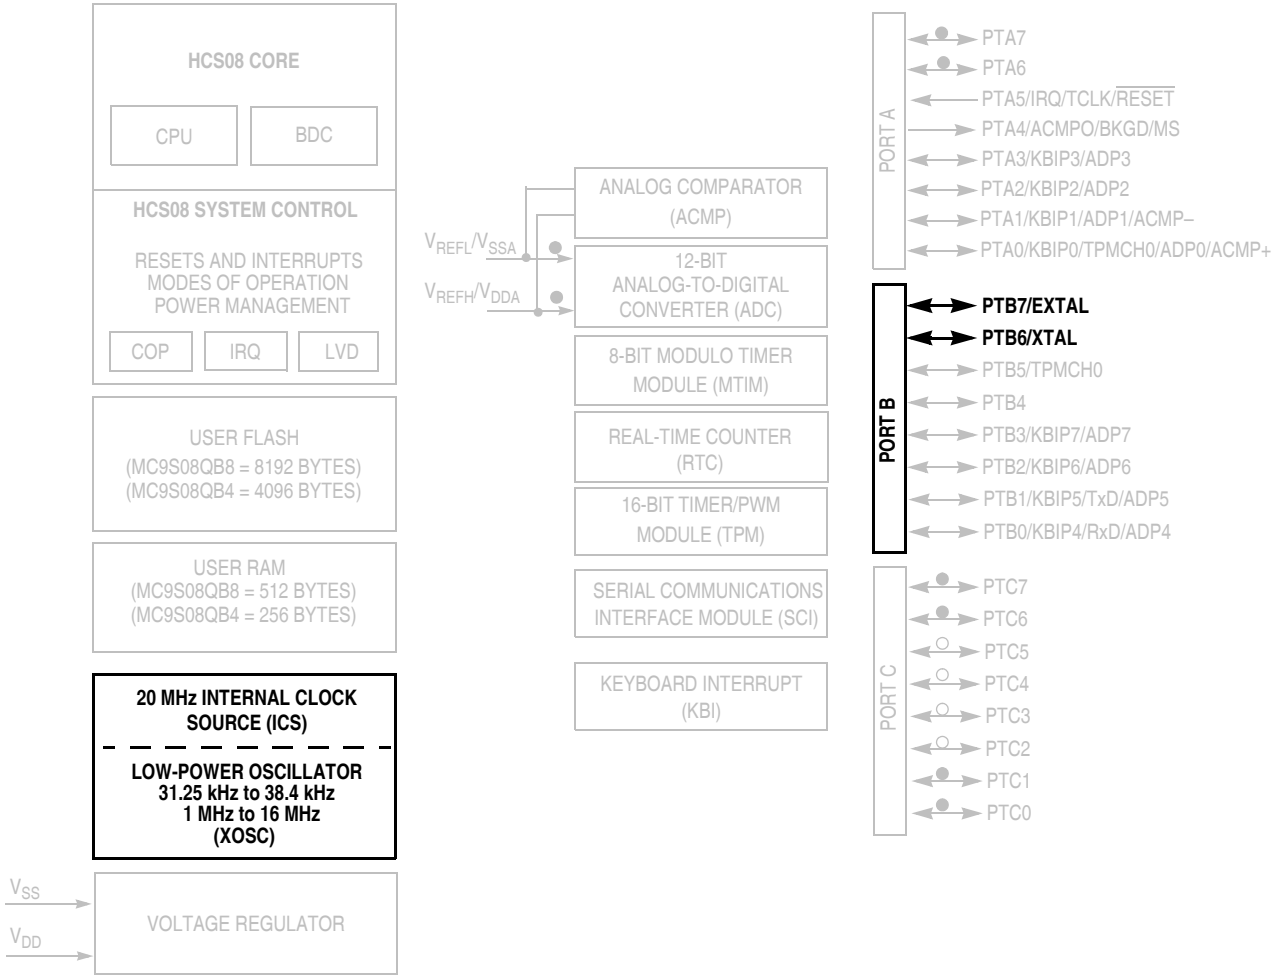 HCS08 CORE
CPU
BDC
HCS08 SYSTEM CONTROL
RESETS AND INTERRUPTS
MODES OF OPERATION
POWER MANAGEMENT
COP
IRQ
LVD
USER FLASH
(MC9S08QB8 = 8192 BYTES)
(MC9S08QB4 = 4096 BYTES)
USER RAM
(MC9S08QB8 = 512 BYTES)
(MC9S08QB4 = 256 BYTES)
20 MHz INTERNAL CLOCK
SOURCE (ICS)
LOW-POWER OSCILLATOR
31.25 kHz to 38.4 kHz
1 MHz to 16 MHz
(XOSC)
VSS
VDD
VOLTAGE REGULATOR
VREFL/VSSA
VREFH/VDDA
ANALOG COMPARATOR
(ACMP)
12-BIT
ANALOG-TO-DIGITAL
CONVERTER (ADC)
8-BIT MODULO TIMER
MODULE (MTIM)
REAL-TIME COUNTER
(RTC)
16-BIT TIMER/PWM
MODULE (TPM)
SERIAL COMMUNICATIONS
INTERFACE MODULE (SCI)
KEYBOARD INTERRUPT
(KBI)
PORT A
PTA7
PTA6
PTA5/IRQ/TCLK/RESET
PTA4/ACMPO/BKGD/MS
PTA3/KBIP3/ADP3
PTA2/KBIP2/ADP2
PTA1/KBIP1/ADP1/ACMP–
PTA0/KBIP0/TPMCH0/ADP0/ACMP+
PORT B
PTB7/EXTAL
PTB6/XTAL
PTB5/TPMCH0
PTB4
PTB3/KBIP7/ADP7
PTB2/KBIP6/ADP6
PTB1/KBIP5/TxD/ADP5
PTB0/KBIP4/RxD/ADP4
PORT C
PTC7
PTC6
PTC5
PTC4
PTC3
PTC2
PTC1
PTC0